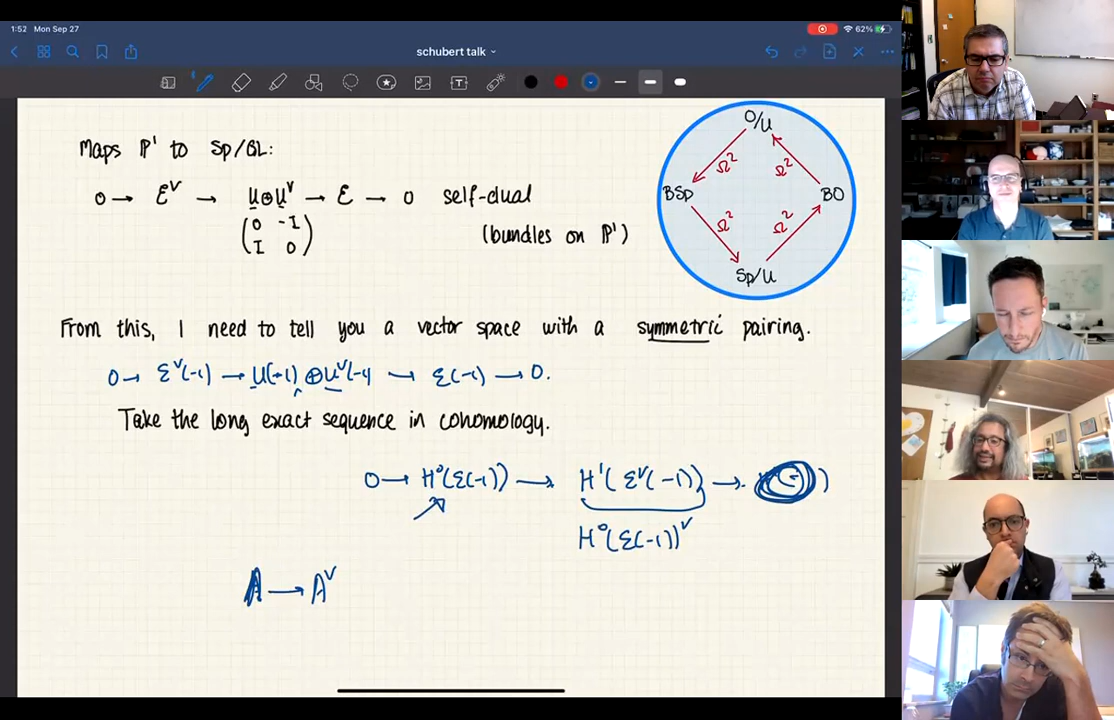 1:52 Mon Sep 27
62%
schubert talk
Maps ℙ¹ to Sp/GL:
0 → Ɛ^∨ → U⊕U^∨ → Ɛ → 0 self-dual
(0 -I
I 0)
(bundles on ℙ¹)
O/U
Ω² Ω²
BSp BO
Ω² Ω²
Sp/U
From this, I need to tell you a vector space with a symmetric pairing.
0 → Ɛ^∨(-1) → U(-1) ⊕ U^∨(-1) → Ɛ(-1) → 0.
Take the long exact sequence in cohomology.
0 → H⁰(Ɛ(-1)) → H¹(Ɛ^∨(-1)) →
H⁰(Ɛ(-1))^∨
A → A^∨